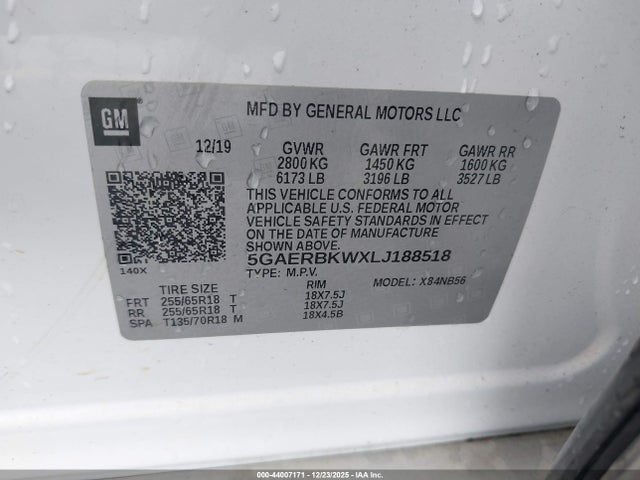 GM
MFD BY GENERAL MOTORS LLC
12/19 GVWR GAWR FRT GAWR RR
2800 KG 1450 KG 1600 KG
6173 LB 3196 LB 3527 LB
THIS VEHICLE CONFORMS TO ALL
APPLICABLE U.S. FEDERAL MOTOR
VEHICLE SAFETY STANDARDS IN EFFECT
ON THE DATE OF MANUFACTURE
SHOWN ABOVE.
5GAERBKWXLJ188518
140X TYPE: M.P.V. MODEL: X84NB56
TIRE SIZE RIM
FRT 255/65R18 T 18X7.5J
RR 255/65R18 T 18X7.5J
SPA T135/70R18 M 18X4.5B
000-44007171 - 12/23/2025 - IAA, Inc.